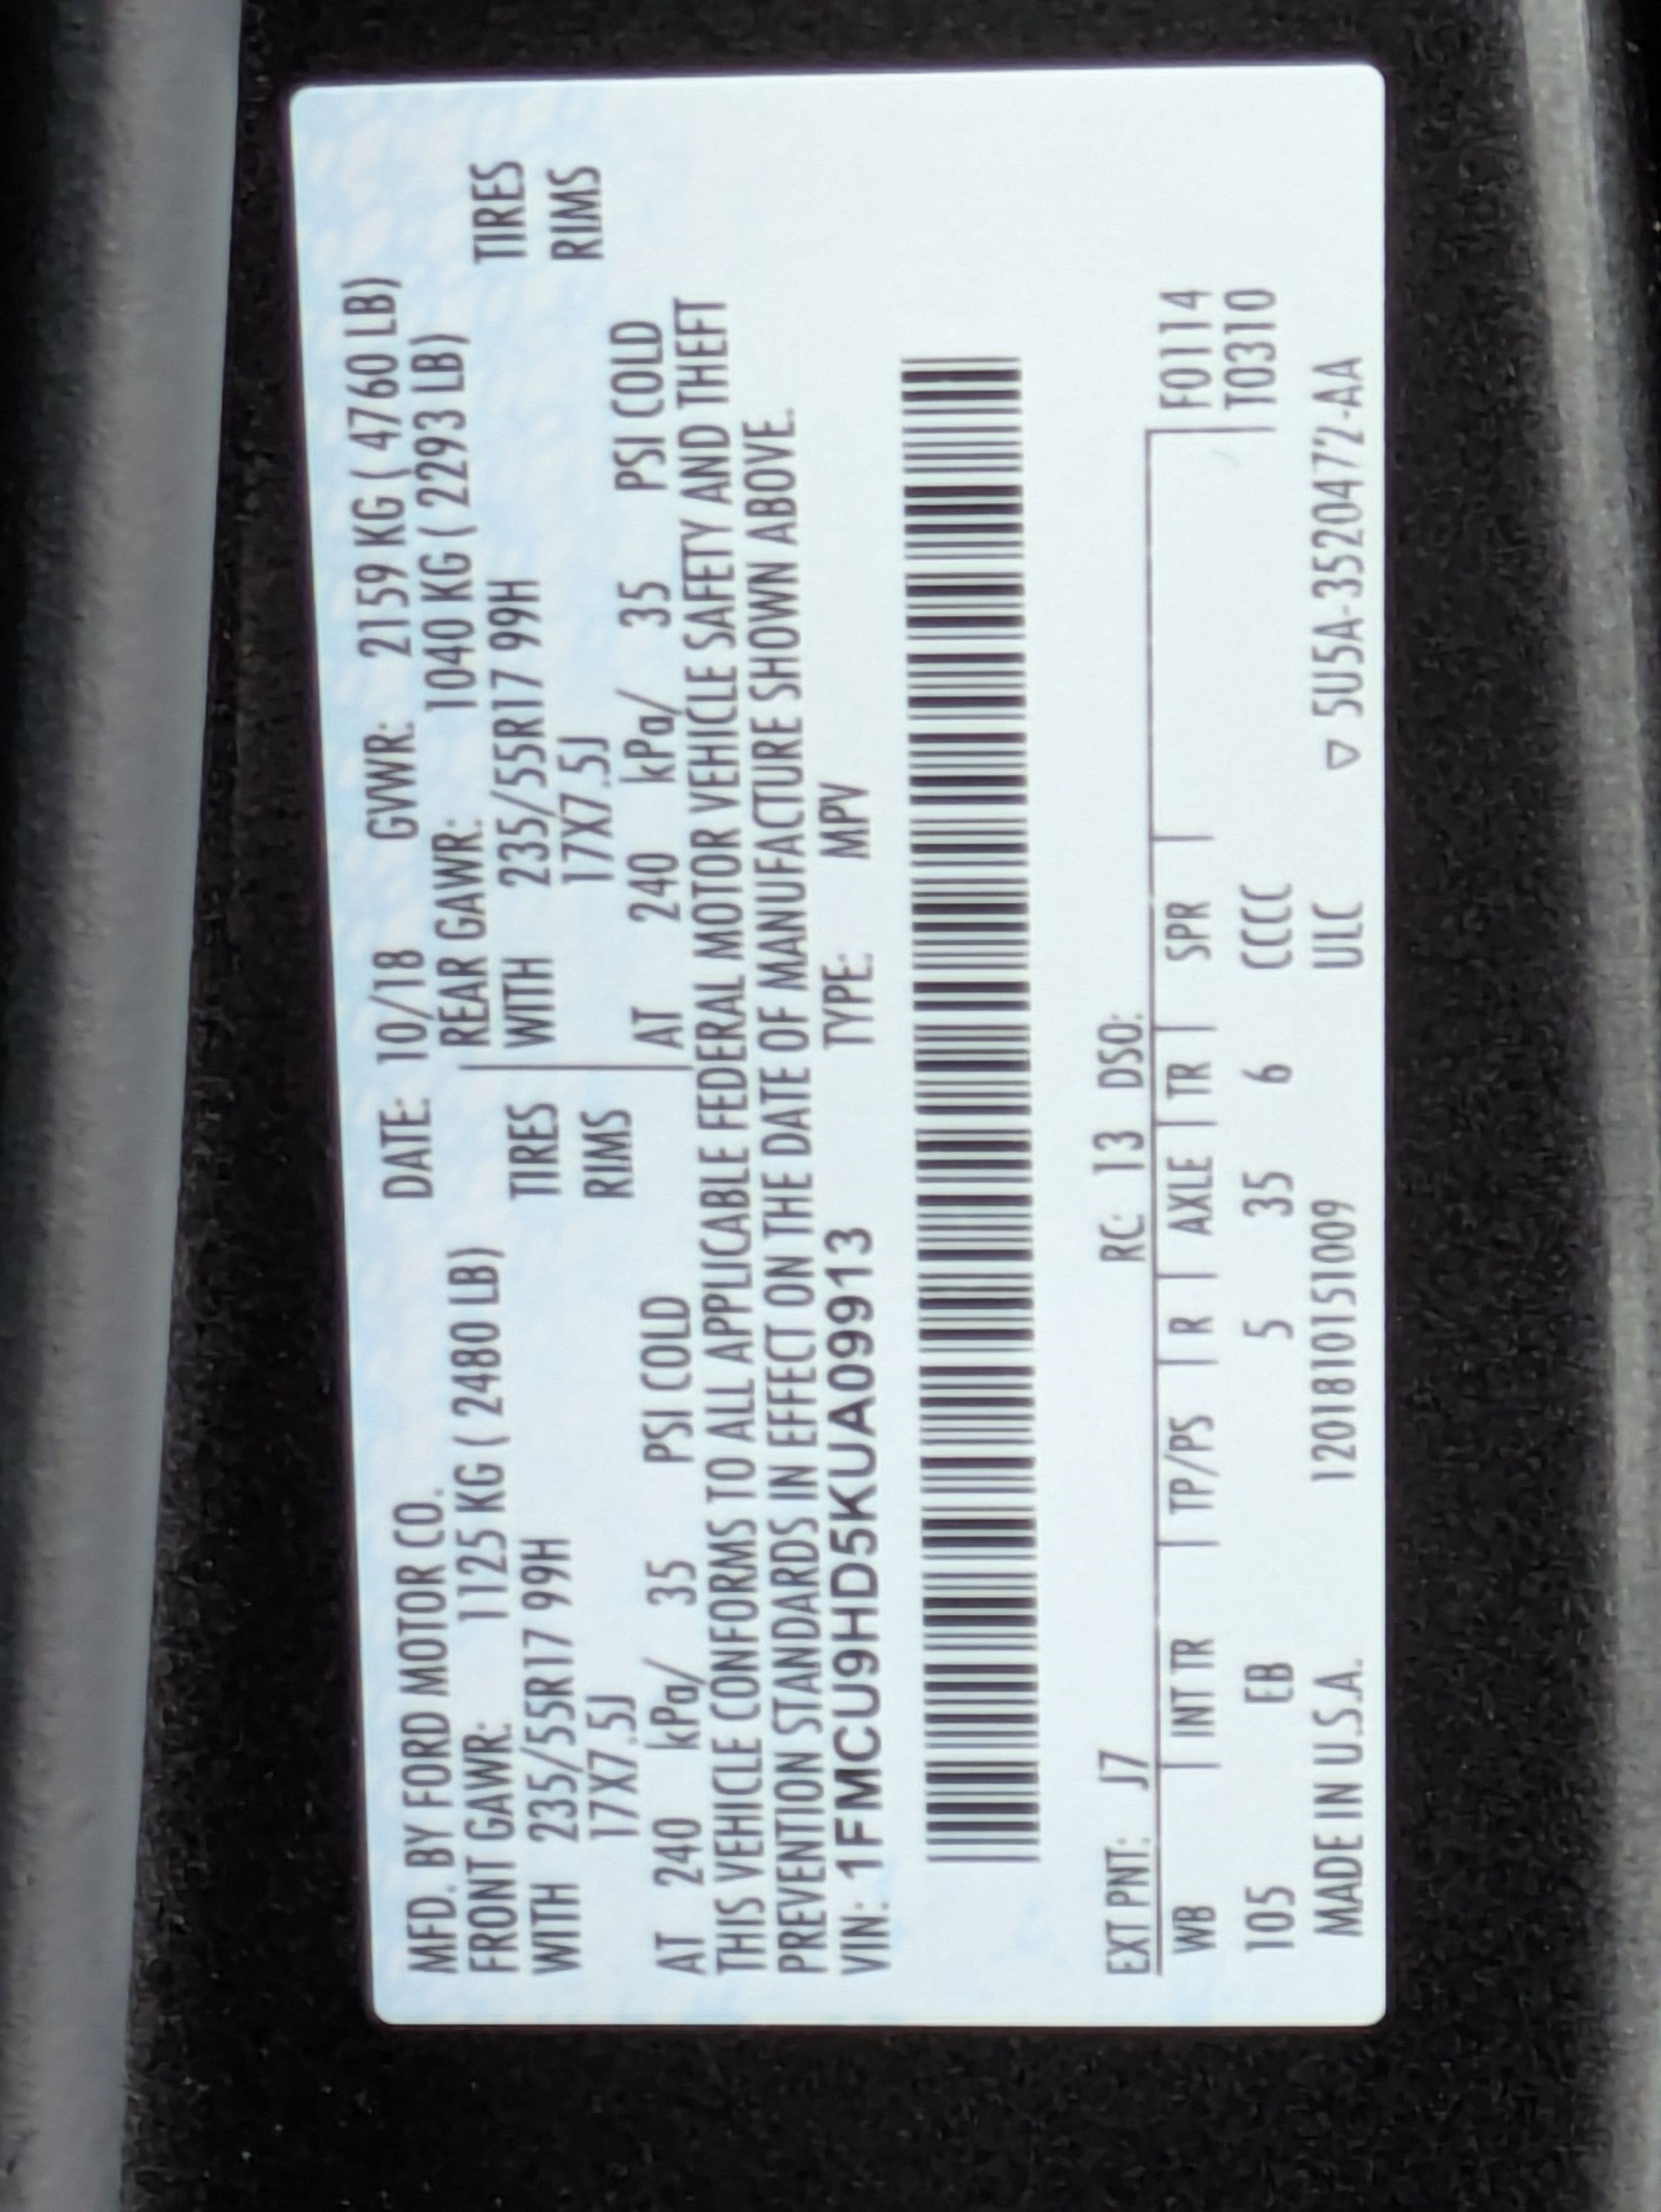 MFD. BY FORD MOTOR CO. DATE: 10/18 GVWR: 2159 KG ( 4760 LB)
FRONT GAWR: 1125 KG ( 2480 LB) REAR GAWR: 1040 KG ( 2293 LB)
WITH 235/55R17 99H TIRES WITH 235/55R17 99H TIRES
17X7.5J RIMS 17X7.5J RIMS
AT 240 kPa/ 35 PSI COLD AT 240 kPa/ 35 PSI COLD
THIS VEHICLE CONFORMS TO ALL APPLICABLE FEDERAL MOTOR VEHICLE SAFETY AND THEFT
PREVENTION STANDARDS IN EFFECT ON THE DATE OF MANUFACTURE SHOWN ABOVE.
VIN: 1FMCU9HD5KUA09913 TYPE: MPV
EXT PNT: J7 RC: 13 DSO:
WB INT TR TP/PS R AXLE TR SPR F0114
105 EB 5 35 6 CCCC T0310
MADE IN U.S.A. 1201810151009 ULC ▽ 5U5A-3520472-AA